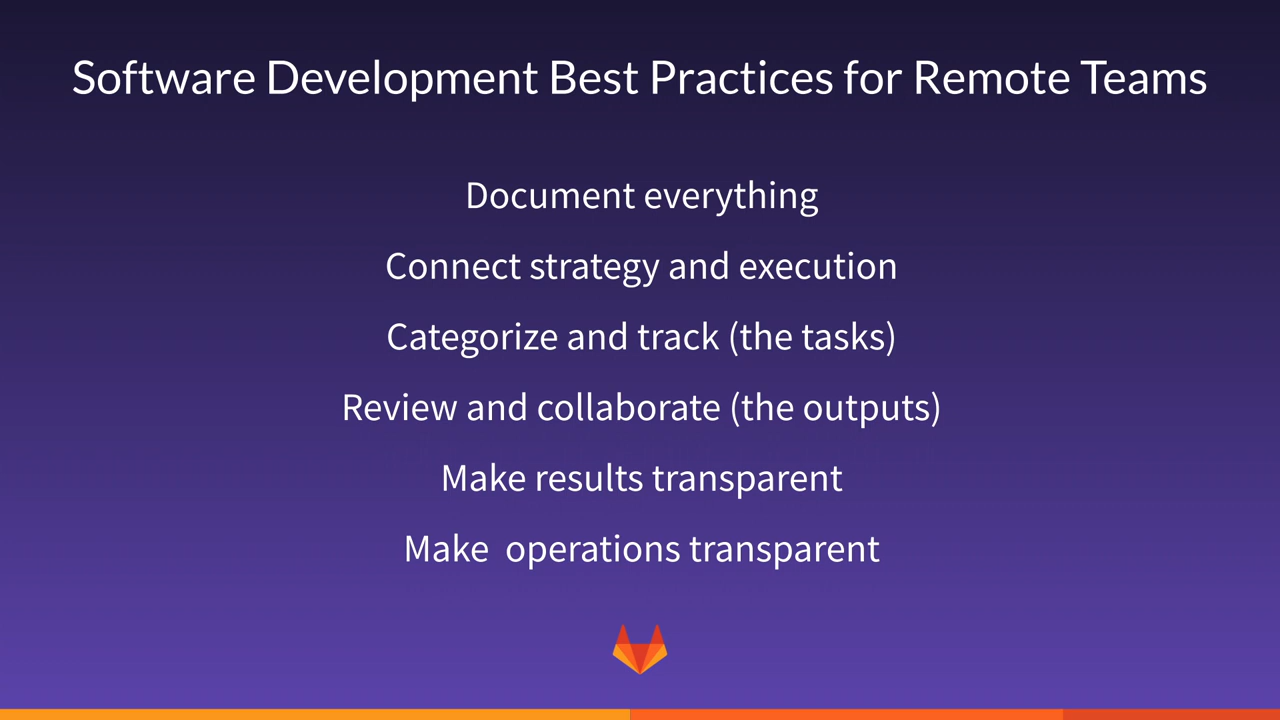 Software Development Best Practices for Remote Teams
Document everything
Connect strategy and execution
Categorize and track (the tasks)
Review and collaborate (the outputs)
Make results transparent
Make  operations transparent